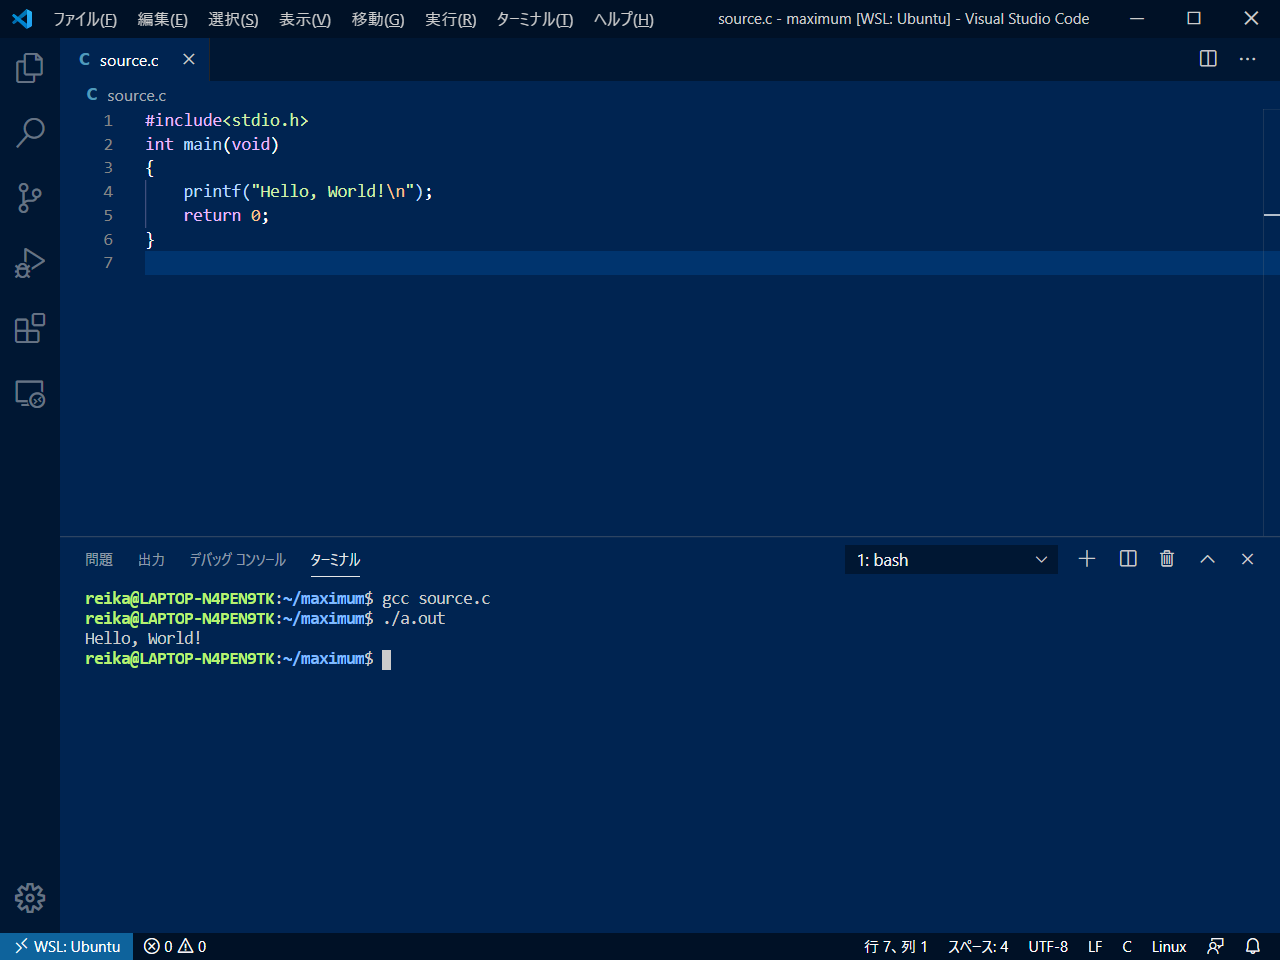 ファイル(F) 編集(E) 選択(S) 表示(V) 移動(G) 実行(R) ターミナル(T) ヘルプ(H) source.c - maximum [WSL: Ubuntu] - Visual Studio Code
C source.c
C source.c
1 #include<stdio.h>
2 int main(void)
3 {
4     printf("Hello, World!\n");
5     return 0;
6 }
7
問題 出力 デバッグ コンソール ターミナル 1: bash
reika@LAPTOP-N4PEN9TK:~/maximum$ gcc source.c
reika@LAPTOP-N4PEN9TK:~/maximum$ ./a.out
Hello, World!
reika@LAPTOP-N4PEN9TK:~/maximum$
WSL: Ubuntu 0 0 行 7、列 1 スペース: 4 UTF-8 LF C Linux